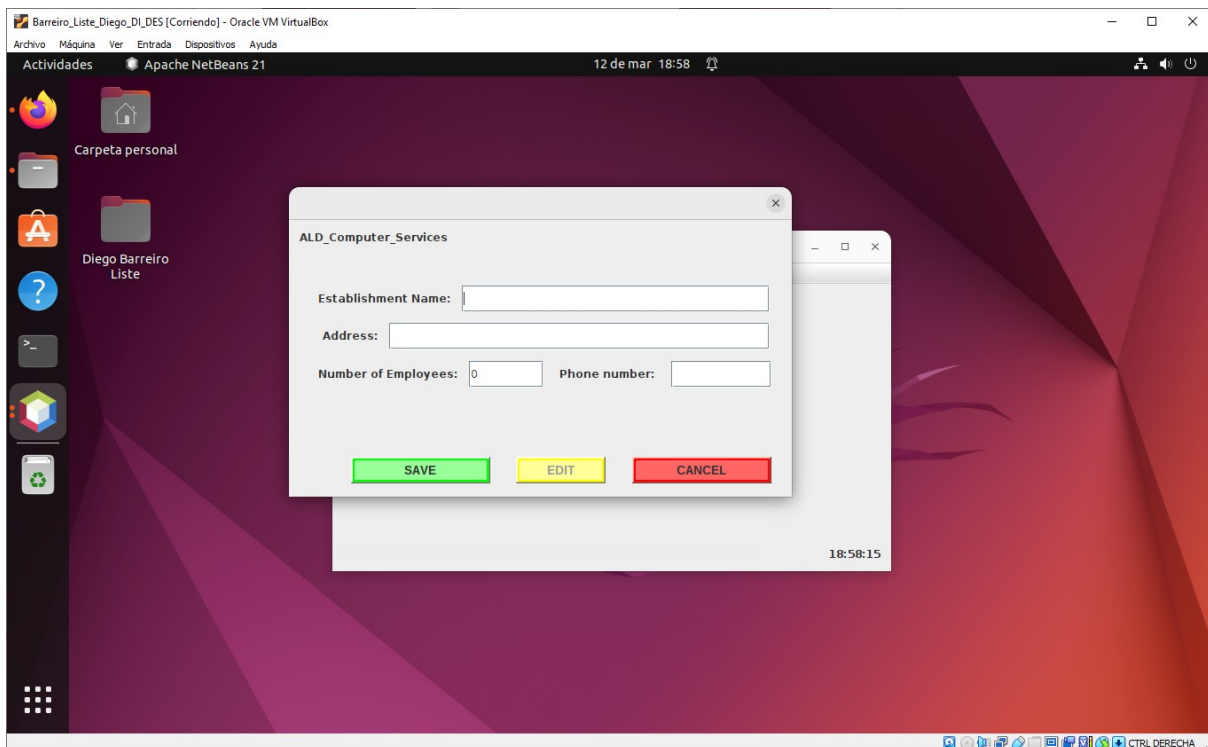 Barreiro_Liste_Diego_DI_DES [Corriendo] - Oracle VM VirtualBox
Archivo Máquina Ver Entrada Dispositivos Ayuda
Actividades Apache NetBeans 21 12 de mar 18:58
Carpeta personal
Diego Barreiro
Liste
ALD_Computer_Services
Establishment Name:
Address:
Number of Employees: 0 Phone number:
SAVE EDIT CANCEL
18:58:15
CTRL DERECHA